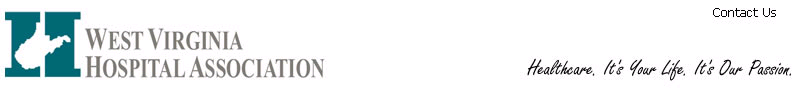 Contact Us
WEST VIRGINIA
HOSPITAL ASSOCIATION
Healthcare. It's Your Life. It's Our Passion.